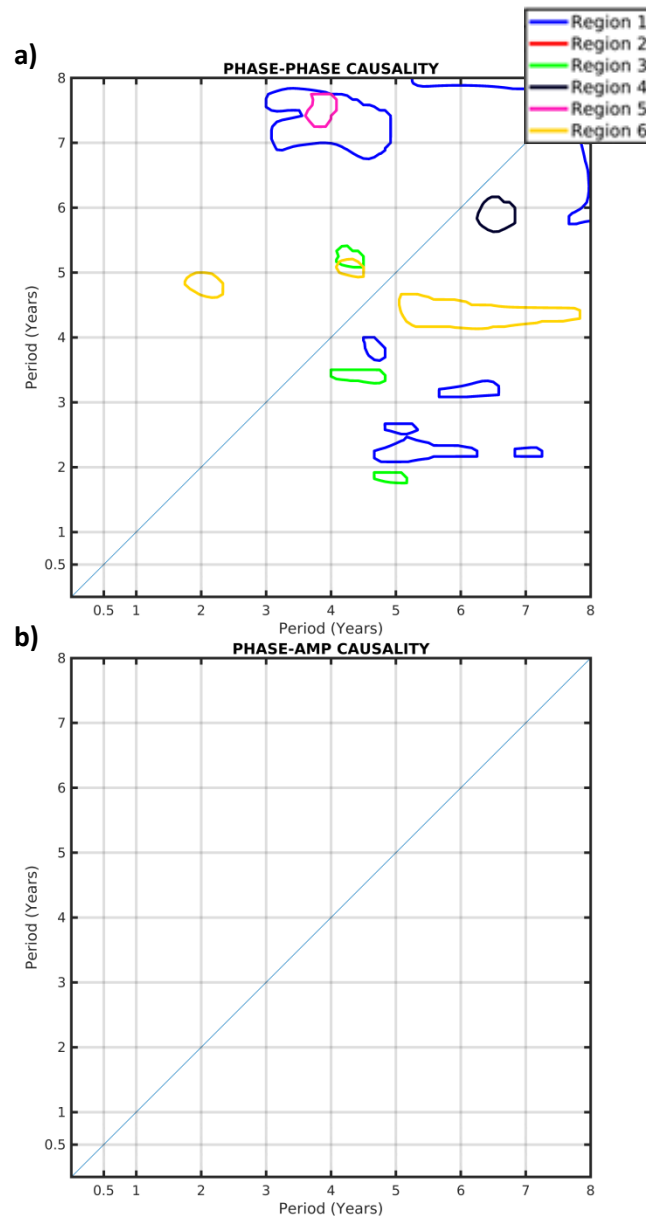 a)
PHASE-PHASE CAUSALITY
Region 1
Region 2
Region 3
Region 4
Region 5
Region 6
Period (Years)
8
7
6
5
4
3
2
1
0.5
0.5 1 2 3 4 5 6 7 8
Period (Years)
b)
PHASE-AMP CAUSALITY
Period (Years)
8
7
6
5
4
3
2
1
0.5
0.5 1 2 3 4 5 6 7 8
Period (Years)